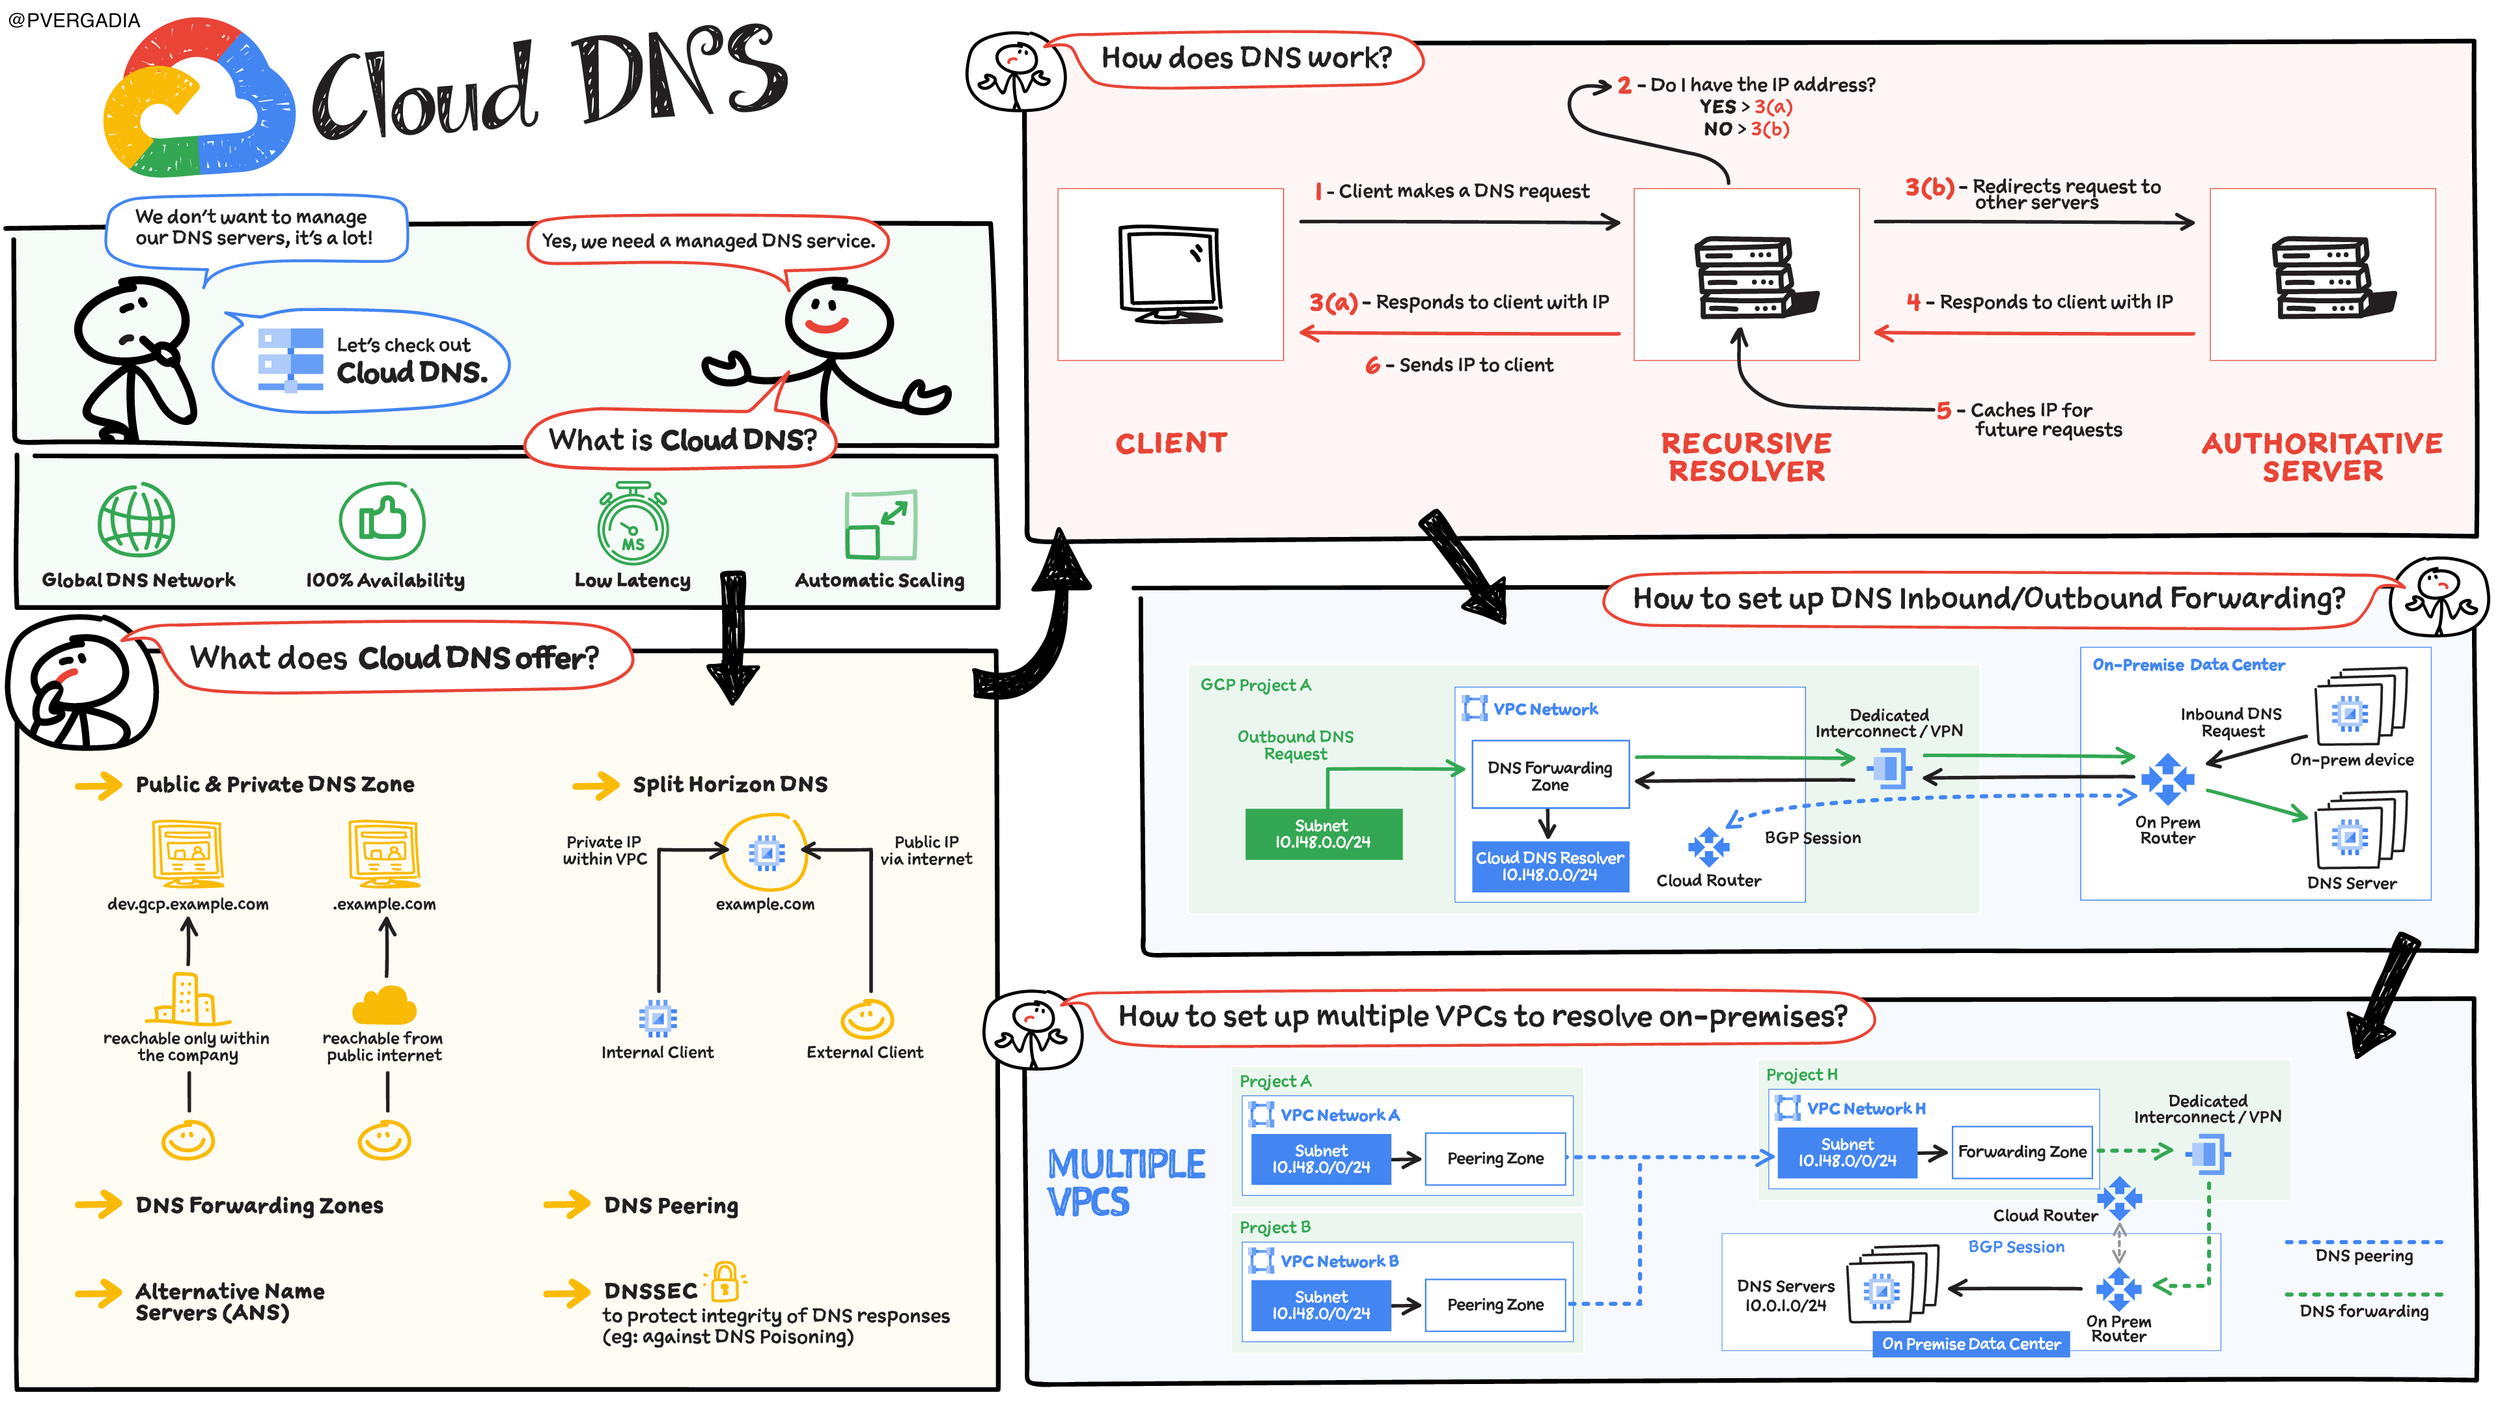 @PVERGADIA
Cloud DNS
We don't want to manage
our DNS servers, it's a lot!
Yes, we need a managed DNS service.
Let's check out
Cloud DNS.
What is Cloud DNS?
MS
Global DNS Network
100% Availability
Low Latency
Automatic Scaling
What does Cloud DNS offer?
Public & Private DNS Zone
dev.gcp.example.com
.example.com
reachable only within
the company
reachable from
public internet
Split Horizon DNS
Private IP
within VPC
Public IP
via internet
example.com
Internal Client
External Client
DNS Forwarding Zones
DNS Peering
Alternative Name
Servers (ANS)
DNSSEC
to protect integrity of DNS responses
(eg: against DNS Poisoning)
How does DNS work?
2 - Do I have the IP address?
YES > 3(a)
NO > 3(b)
1 - Client makes a DNS request
3(b) - Redirects request to
other servers
3(a) - Responds to client with IP
4 - Responds to client with IP
6 - Sends IP to client
5 - Caches IP for
future requests
CLIENT
RECURSIVE
RESOLVER
AUTHORITATIVE
SERVER
How to set up DNS Inbound/Outbound Forwarding?
GCP Project A
Outbound DNS
Request
Subnet
10.148.0.0/24
VPC Network
DNS Forwarding
Zone
Cloud DNS Resolver
10.148.0.0/24
Cloud Router
BGP Session
Dedicated
Interconnect / VPN
On-Premise Data Center
Inbound DNS
Request
On-prem device
On Prem
Router
DNS Server
How to set up multiple VPCs to resolve on-premises?
MULTIPLE
VPCS
Project A
VPC Network A
Subnet
10.148.0/0/24
Peering Zone
Project B
VPC Network B
Subnet
10.148.0/0/24
Peering Zone
Project H
VPC Network H
Subnet
10.148.0/0/24
Forwarding Zone
Dedicated
Interconnect / VPN
Cloud Router
BGP Session
DNS Servers
10.0.1.0/24
On Prem
Router
On Premise Data Center
DNS peering
DNS forwarding